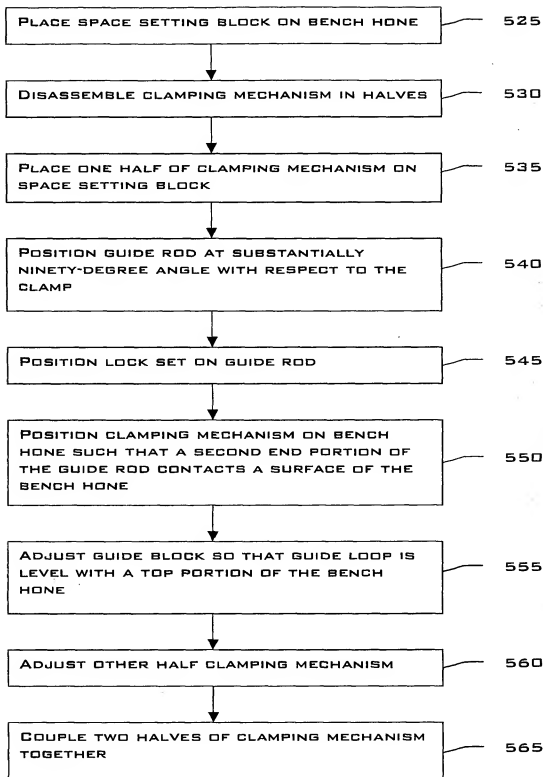 PLACE SPACE SETTING BLOCK ON BENCH HONE
525
DISASSEMBLE CLAMPING MECHANISM IN HALVES
530
PLACE ONE HALF OF CLAMPING MECHANISM ON
SPACE SETTING BLOCK
535
POSITION GUIDE ROD AT SUBSTANTIALLY
NINETY-DEGREE ANGLE WITH RESPECT TO THE
CLAMP
540
POSITION LOCK SET ON GUIDE ROD
545
POSITION CLAMPING MECHANISM ON BENCH
HONE SUCH THAT A SECOND END PORTION OF
THE GUIDE ROD CONTACTS A SURFACE OF THE
BENCH HONE
550
ADJUST GUIDE BLOCK SO THAT GUIDE LOOP IS
LEVEL WITH A TOP PORTION OF THE BENCH
HONE
555
ADJUST OTHER HALF CLAMPING MECHANISM
560
COUPLE TWO HALVES OF CLAMPING MECHANISM
TOGETHER
565